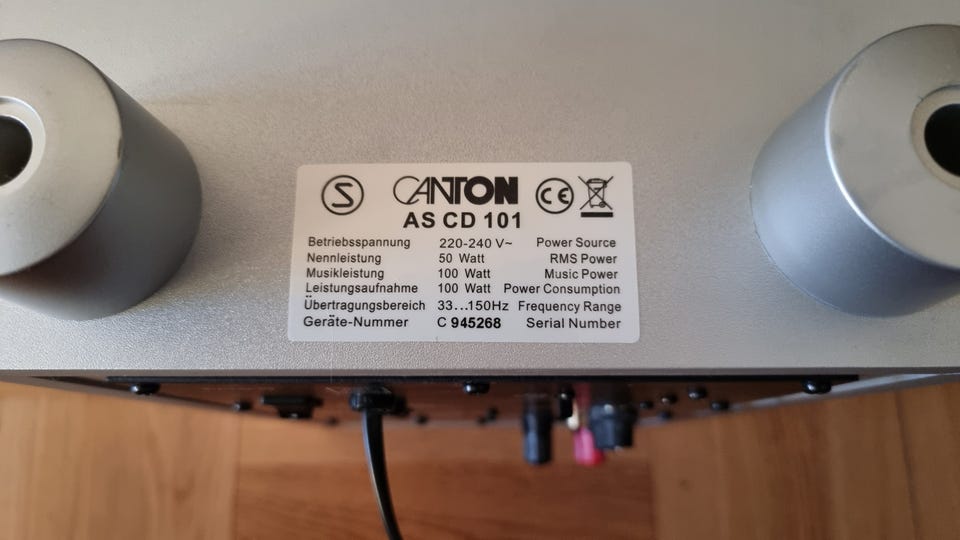 S CANTON CE
AS CD 101
Betriebsspannung 220-240 V~ Power Source
Nennleistung 50 Watt RMS Power
Musikleistung 100 Watt Music Power
Leistungsaufnahme 100 Watt Power Consumption
Übertragungsbereich 33...150Hz Frequency Range
Geräte-Nummer C 945268 Serial Number